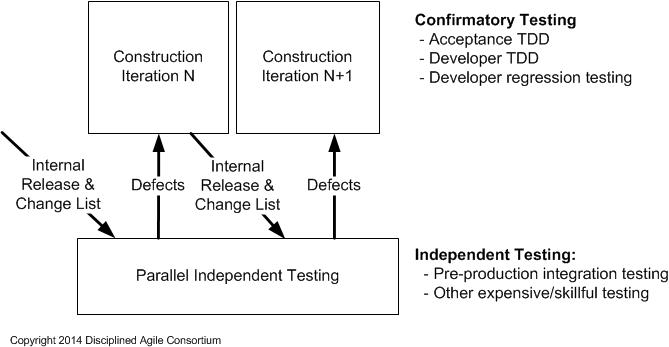 Construction
Iteration N
Construction
Iteration N+1
Confirmatory Testing
- Acceptance TDD
- Developer TDD
- Developer regression testing
Internal
Release &
Change List
Defects
Internal
Release &
Change List
Defects
Parallel Independent Testing
Independent Testing:
- Pre-production integration testing
- Other expensive/skillful testing
Copyright 2014 Disciplined Agile Consortium